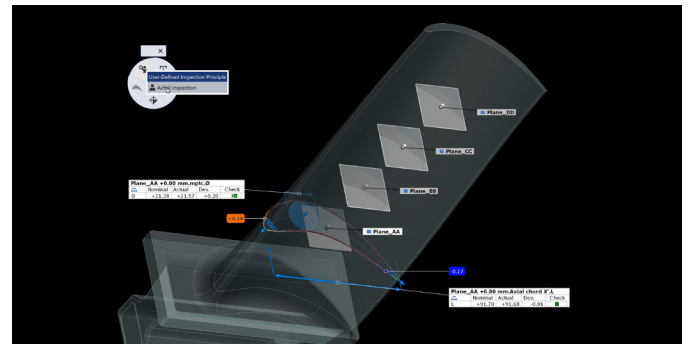 ×
User-Defined Inspection Principle
Airfoil Inspection
Plane_DD
Plane_CC
Plane_BB
Plane_AA +0.00 mm.mptc.Ø
Nominal Actual Dev. Check
+21.38 +21.57 +0.20
+0.14
Plane_AA
-0.17
Plane_AA +0.00 mm.Axial chord X'.L
Nominal Actual Dev. Check
L +91.70 +91.68 -0.01